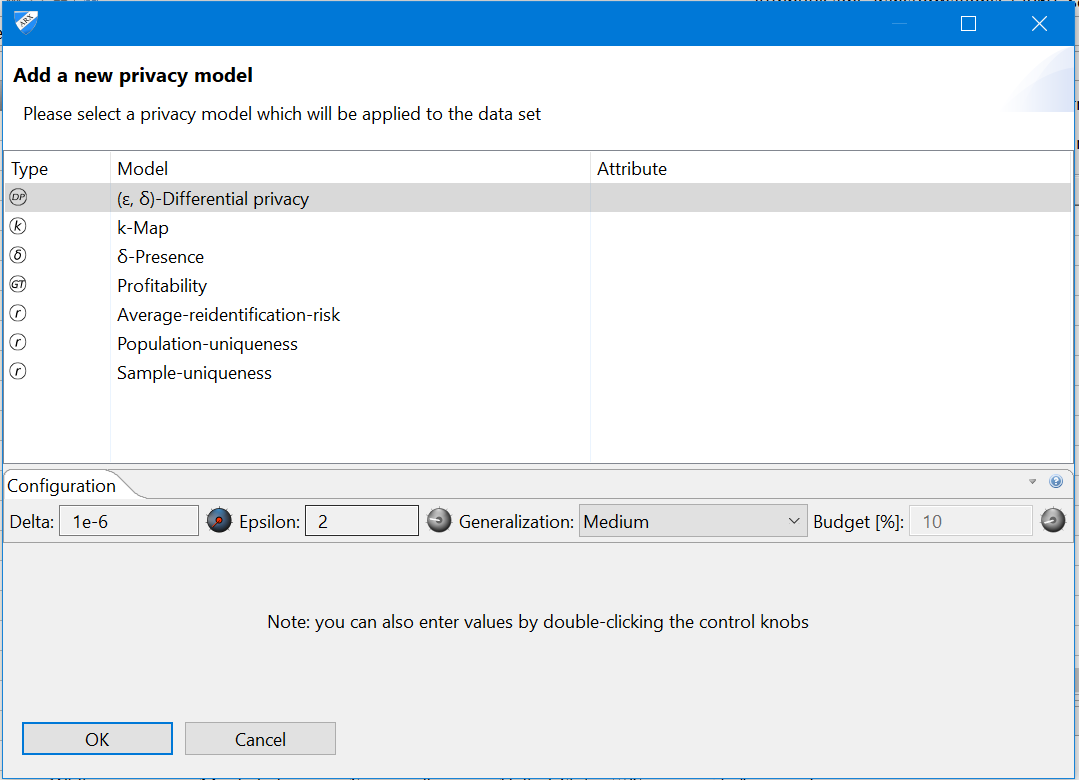 ARX
Add a new privacy model
Please select a privacy model which will be applied to the data set
Type Model Attribute
DP (ε, δ)-Differential privacy
k k-Map
δ δ-Presence
GT Profitability
r Average-reidentification-risk
r Population-uniqueness
r Sample-uniqueness
Configuration
Delta: 1e-6 Epsilon: 2 Generalization: Medium Budget [%]: 10
Note: you can also enter values by double-clicking the control knobs
OK Cancel